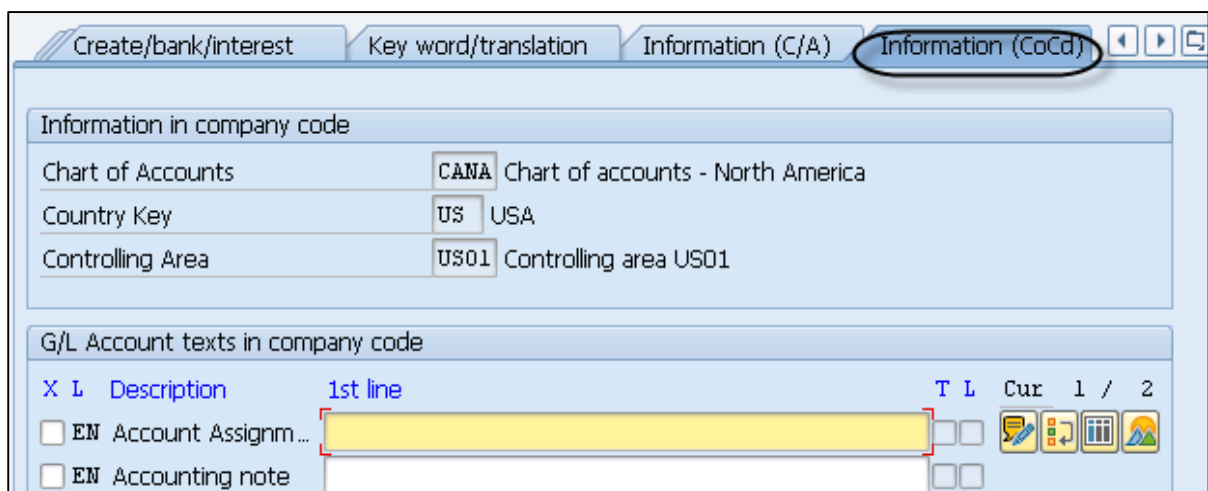 Create/bank/interest Key word/translation Information (C/A) Information (CoCd)
Information in company code
Chart of Accounts CANA Chart of accounts - North America
Country Key US USA
Controlling Area US01 Controlling area US01
G/L Account texts in company code
X L Description 1st line T L Cur 1 / 2
EN Account Assignm...
EN Accounting note